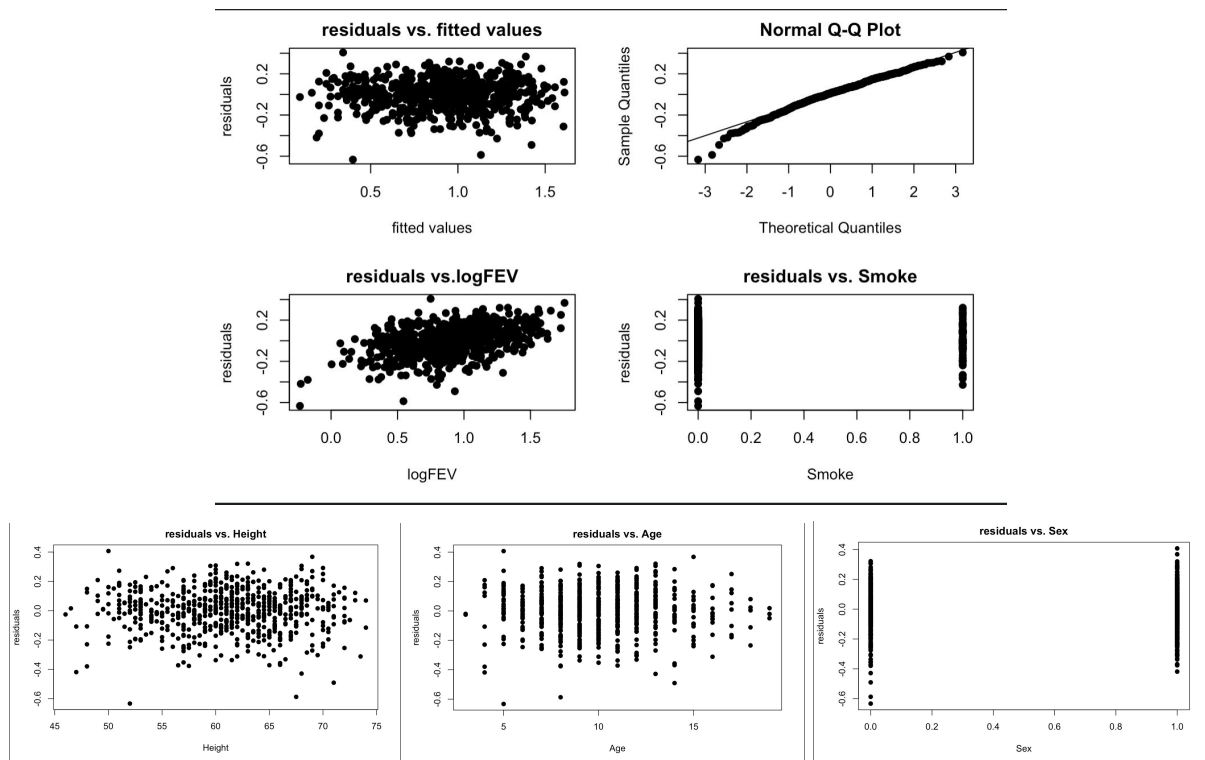 residuals vs. fitted values
residuals
0.2
-0.2
-0.6
0.5 1.0 1.5
fitted values
Normal Q-Q Plot
Sample Quantiles
0.2
-0.2
-0.6
-3 -2 -1 0 1 2 3
Theoretical Quantiles
residuals vs.logFEV
residuals
0.2
-0.2
-0.6
0.0 0.5 1.0 1.5
logFEV
residuals vs. Smoke
residuals
0.2
-0.2
-0.6
0.0 0.2 0.4 0.6 0.8 1.0
Smoke
residuals vs. Height
residuals
0.4
0.2
0.0
-0.2
-0.4
-0.6
45 50 55 60 65 70 75
Height
residuals vs. Age
residuals
0.4
0.2
0.0
-0.2
-0.4
-0.6
5 10 15
Age
residuals vs. Sex
residuals
0.4
0.2
0.0
-0.2
-0.4
-0.6
0.0 0.2 0.4 0.6 0.8 1.0
Sex